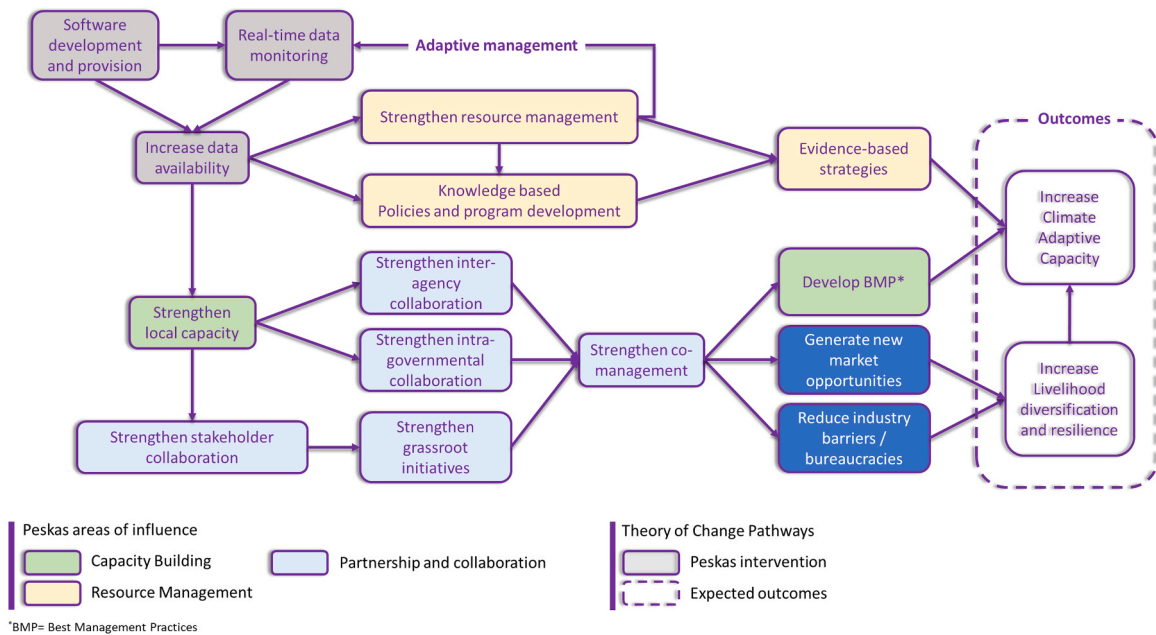 Software
development
and provision
Real-time data
monitoring
Adaptive management
Increase data
availability
Strengthen resource management
Knowledge based
Policies and program development
Evidence-based
strategies
Outcomes
Increase
Climate
Adaptive
Capacity
Strengthen
local capacity
Strengthen inter-
agency collaboration
Strengthen intra-
governmental
collaboration
Strengthen stakeholder
collaboration
Strengthen
grassroot
initiatives
Strengthen co-
management
Develop BMP*
Generate new
market
opportunities
Reduce industry
barriers /
bureaucracies
Increase
Livelihood
diversification
and resilience
Peskas areas of influence
Capacity Building
Partnership and collaboration
Resource Management
Theory of Change Pathways
Peskas intervention
Expected outcomes
*BMP= Best Management Practices